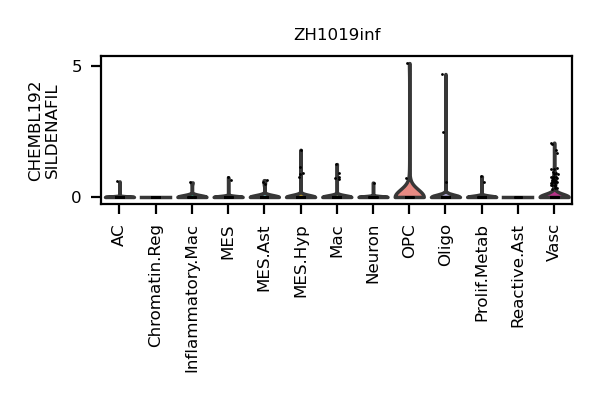 ZH1019inf
CHEMBL192
SILDENAFIL
5
0
AC
Chromatin.Reg
Inflammatory.Mac
MES
MES.Ast
MES.Hyp
Mac
Neuron
OPC
Oligo
Prolif.Metab
Reactive.Ast
Vasc